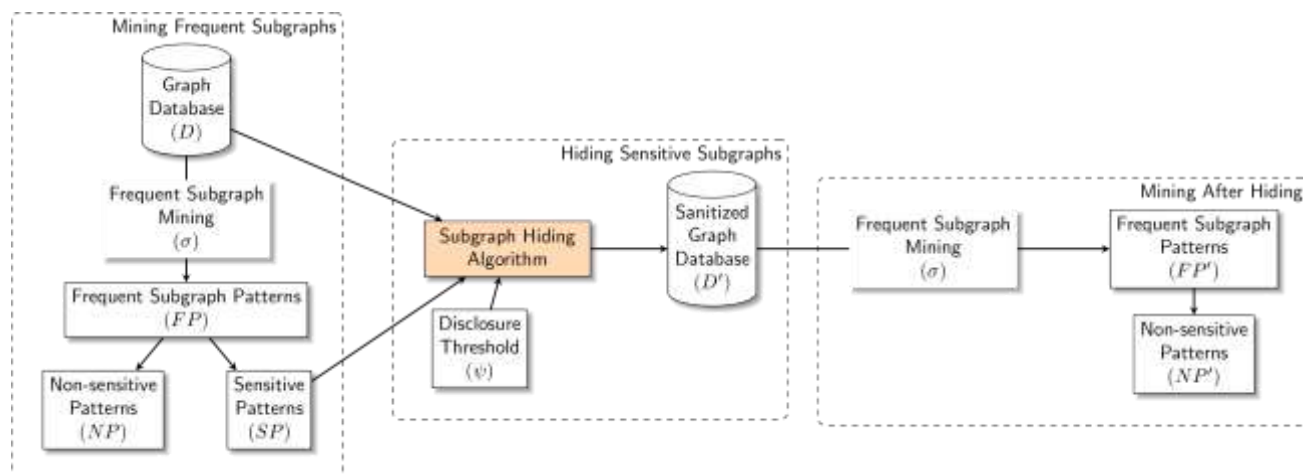 Mining Frequent Subgraphs
Graph
Database
(D)
Frequent Subgraph
Mining
(σ)
Frequent Subgraph Patterns
(FP)
Non-sensitive
Patterns
(NP)
Sensitive
Patterns
(SP)
Hiding Sensitive Subgraphs
Subgraph Hiding
Algorithm
Disclosure
Threshold
(ψ)
Sanitized
Graph
Database
(D′)
Mining After Hiding
Frequent Subgraph
Mining
(σ)
Frequent Subgraph
Patterns
(FP′)
Non-sensitive
Patterns
(NP′)